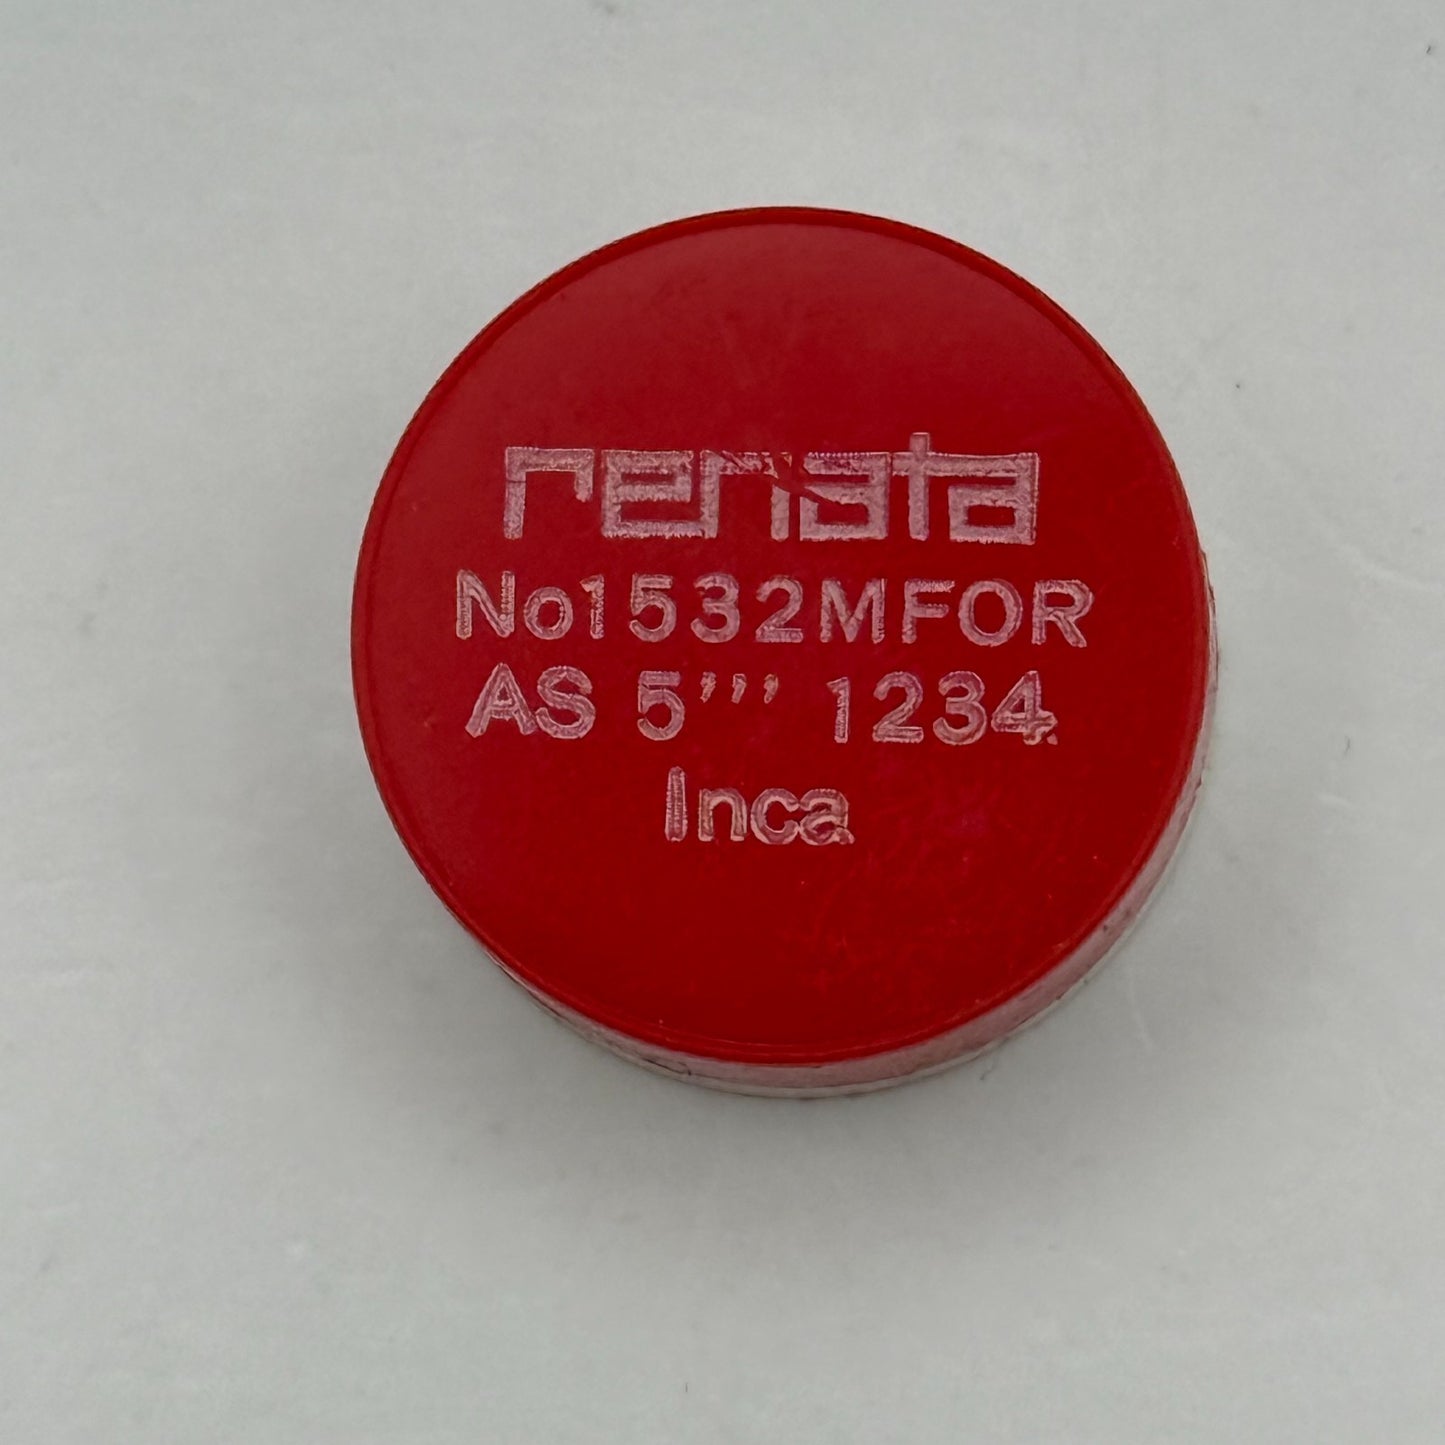 renata
No1532MFOR
AS 5''' 1234.
Inca